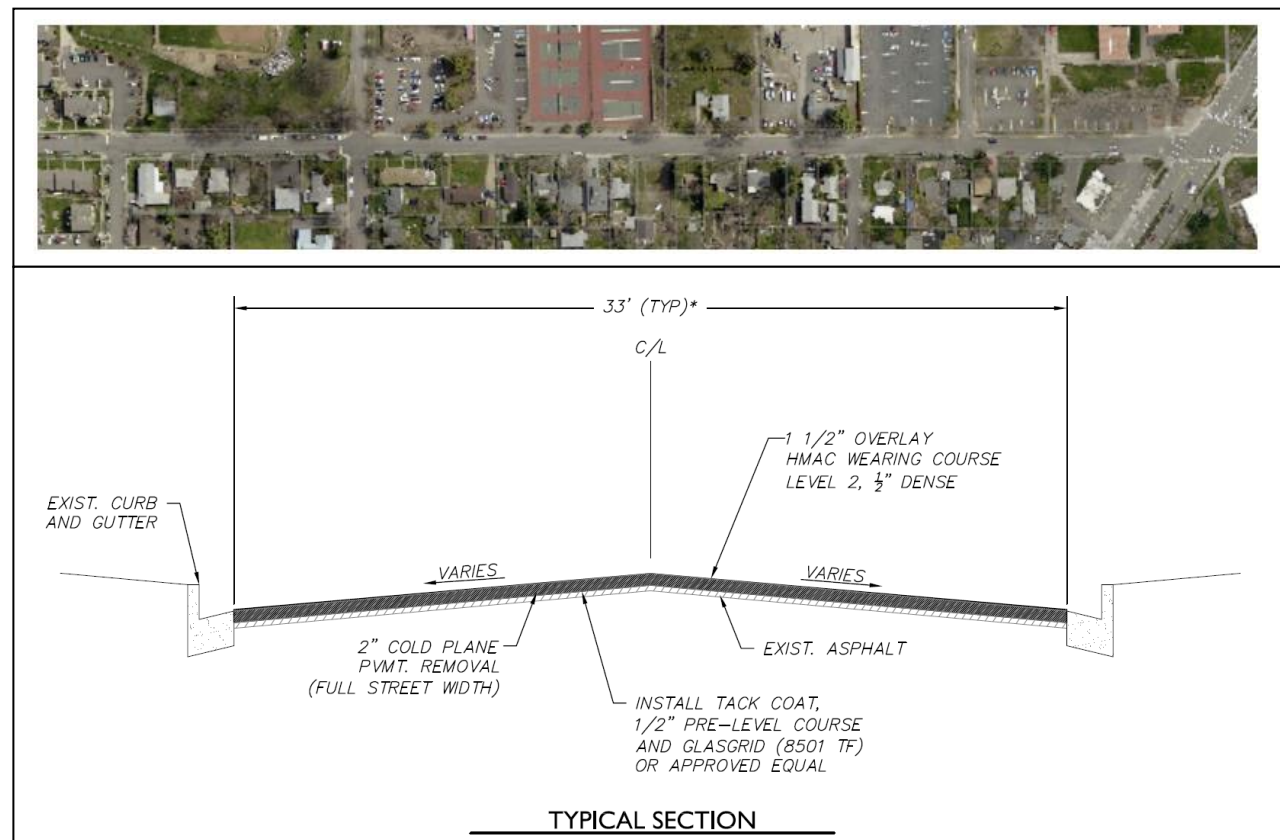 33' (TYP)*
C/L
1 1/2" OVERLAY
HMAC WEARING COURSE
LEVEL 2, ½" DENSE
EXIST. CURB
AND GUTTER
VARIES
VARIES
2" COLD PLANE
PVMT. REMOVAL
(FULL STREET WIDTH)
EXIST. ASPHALT
INSTALL TACK COAT,
1/2" PRE-LEVEL COURSE
AND GLASGRID (8501 TF)
OR APPROVED EQUAL
TYPICAL SECTION